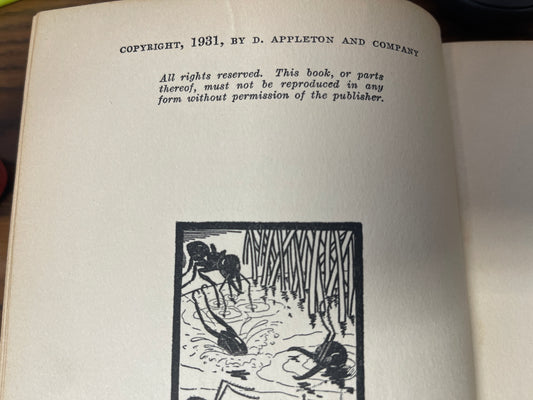 COPYRIGHT, 1931, BY D. APPLETON AND COMPANY
All rights reserved. This book, or parts
thereof, must not be reproduced in any
form without permission of the publisher.